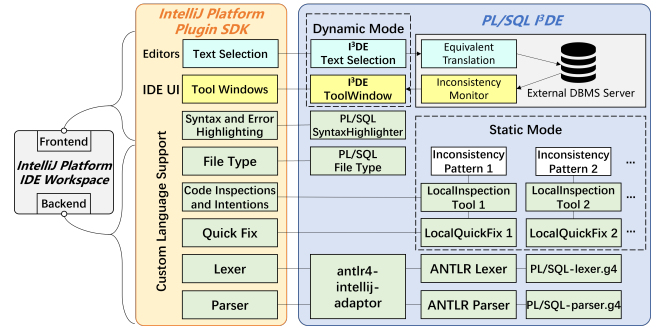 IntelliJ Platform
Plugin SDK
PL/SQL I³DE
Dynamic Mode
Editors
Text Selection
I³DE
Text Selection
Equivalent
Translation
IDE UI
Tool Windows
I³DE
ToolWindow
Inconsistency
Monitor
External DBMS Server
Frontend
IntelliJ Platform
IDE Workspace
Backend
Custom Language Support
Syntax and Error
Highlighting
PL/SQL
SyntaxHighlighter
Static Mode
File Type
PL/SQL
File Type
Inconsistency
Pattern 1
Inconsistency
Pattern 2
...
Code Inspections
and Intentions
LocalInspection
Tool 1
LocalInspection
Tool 2
...
Quick Fix
LocalQuickFix 1
LocalQuickFix 2
...
Lexer
antlr4-
intellij-
adaptor
ANTLR Lexer
PL/SQL-lexer.g4
Parser
ANTLR Parser
PL/SQL-parser.g4